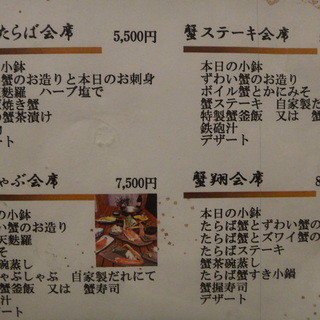 たらば会席 5,500円
小鉢
蟹のお造りと本日のお刺身
天麩羅 ハーブ塩で
焼き蟹
の蟹茶漬け
デザート
蟹ステーキ会席
本日の小鉢
ずわい蟹のお造り
ボイル蟹とかにみそ
蟹ステーキ 自家製だ
特製蟹釜飯 又は
鉄砲汁
デザート
しゃぶ会席 7,500円
日の小鉢
い蟹のお造り
天麩羅
そ
碗蒸し
ゃぶしゃぶ 自家製だれにて
蟹釜飯 又は 蟹寿司
汁
ート
蟹翔会席 8
本日の小鉢
たらば蟹とずわい蟹の
たらば蟹とズワイ蟹の
たらばステーキ
蟹茶碗蒸し
たらば蟹すき小鍋
蟹握寿司
デザート